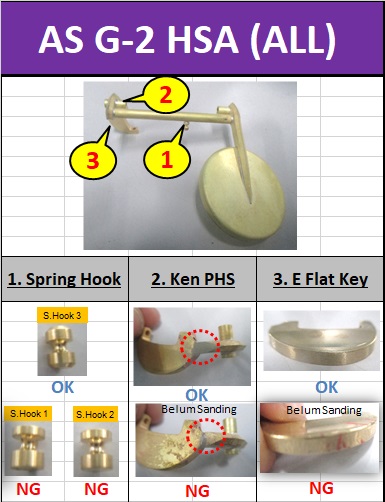 AS G-2 HSA (ALL)
2
3
1
1. Spring Hook
2. Ken PHS
3. E Flat Key
S.Hook 3
OK
OK
OK
S.Hook 1
S.Hook 2
Belum Sanding
Belum Sanding
NG
NG
NG
NG